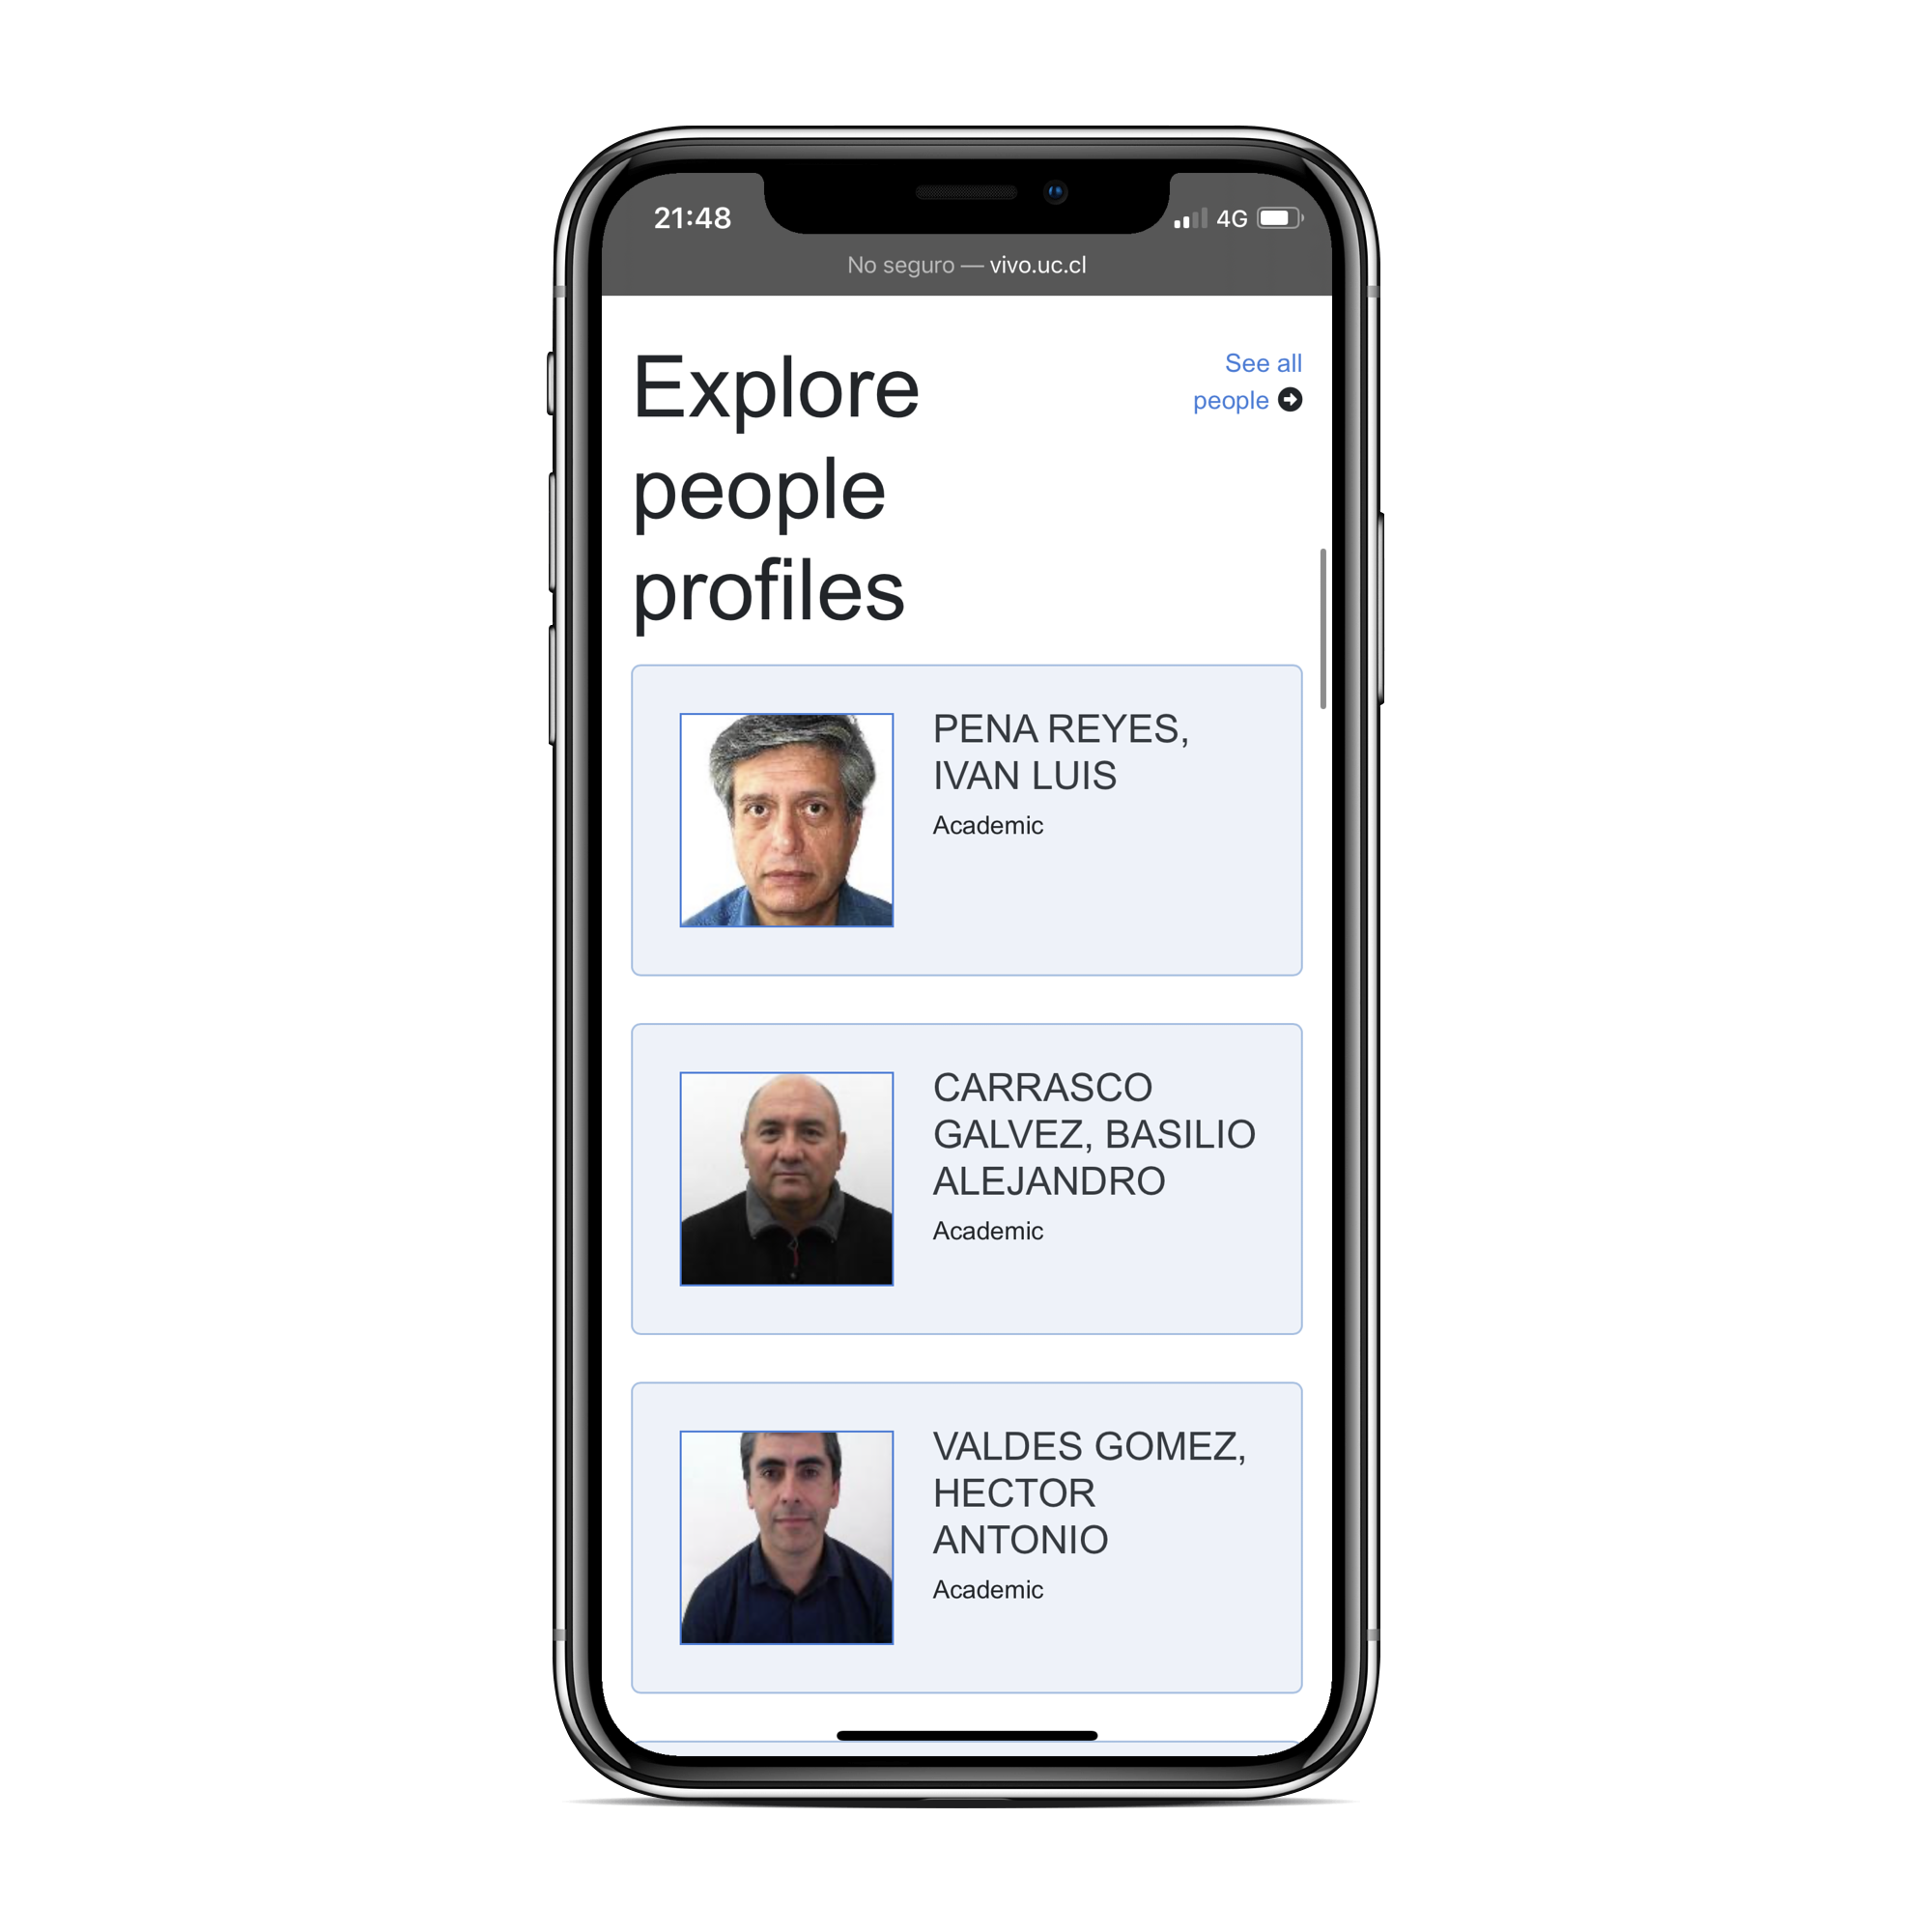 21:48
4G
No seguro — vivo.uc.cl
Explore
people
profiles
See all
people
PENA REYES,
IVAN LUIS
Academic
CARRASCO
GALVEZ, BASILIO
ALEJANDRO
Academic
VALDES GOMEZ,
HECTOR
ANTONIO
Academic